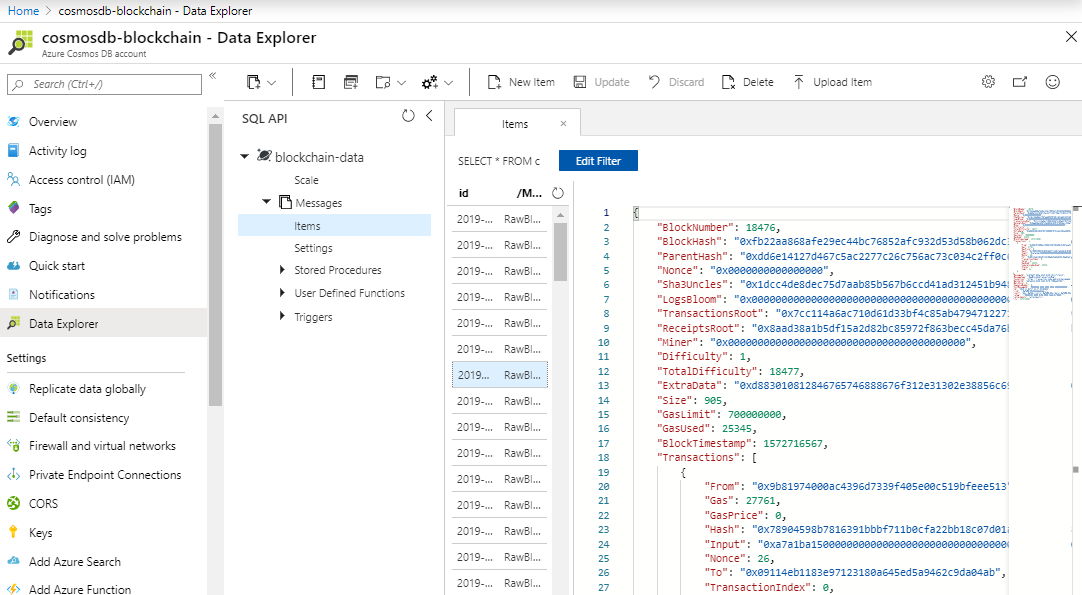 Home > cosmosdb-blockchain - Data Explorer
cosmosdb-blockchain - Data Explorer
Azure Cosmos DB account
Search (Ctrl+/)
Overview
Activity log
Access control (IAM)
Tags
Diagnose and solve problems
Quick start
Notifications
Data Explorer
Settings
Replicate data globally
Default consistency
Firewall and virtual networks
Private Endpoint Connections
CORS
Keys
Add Azure Search
Add Azure Function
New Item Update Discard Delete Upload Item
SQL API
blockchain-data
Scale
Messages
Items
Settings
Stored Procedures
User Defined Functions
Triggers
Items
SELECT * FROM c Edit Filter
id /M...
2019-... RawBl...
2019-... RawBl...
2019-... RawBl...
2019-... RawBl...
2019-... RawBl...
2019-... RawBl...
2019... RawBl...
2019-... RawBl...
2019-... RawBl...
2019-... RawBl...
2019-... RawBl...
2019-... RawBl...
2019-... RawBl...
2019-... RawBl...
2019-... RawBl...
1 {
2 "BlockNumber": 18476,
3 "BlockHash": "0xfb22aa868afe29ec44bc76852afc932d53d58b062dc
4 "ParentHash": "0xdd6e14127d467c5ac2277c26c756ac73c034c2ff0c
5 "Nonce": "0x0000000000000000",
6 "Sha3Uncles": "0x1dcc4de8dec75d7aab85b567b6ccd41ad312451b94
7 "LogsBloom": "0x0000000000000000000000000000000000000000000
8 "TransactionsRoot": "0x7cc114a6ac710d61d33bf4c85ab479471227
9 "ReceiptsRoot": "0x8aad38a1b5df15a2d82bc85972f863becc45da76
10 "Miner": "0x0000000000000000000000000000000000000000",
11 "Difficulty": 1,
12 "TotalDifficulty": 18477,
13 "ExtraData": "0xd883010812846765746888676f312e31302e38856c69
14 "Size": 905,
15 "GasLimit": 700000000,
16 "GasUsed": 25345,
17 "BlockTimestamp": 1572716567,
18 "Transactions": [
19 {
20 "From": "0x9b81974000ac4396d7339f405e00c519bfeee513"
21 "Gas": 27761,
22 "GasPrice": 0,
23 "Hash": "0x78904598b7816391bbbf711b0cfa22bb18c07d01
24 "Input": "0xa7a1ba15000000000000000000000000000000
25 "Nonce": 26,
26 "To": "0x09114eb1183e97123180a645ed5a9462c9da04ab",
27 "TransactionIndex": 0,